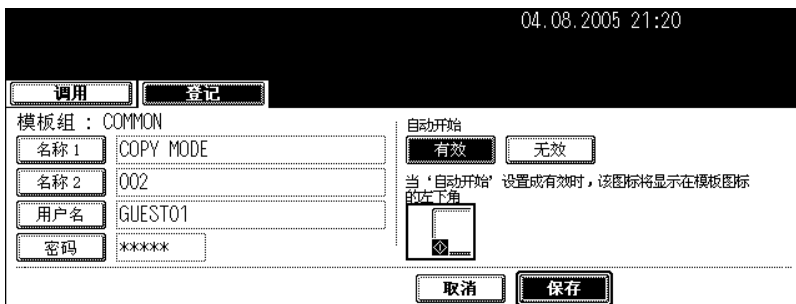 04.08.2005 21:20
调用 登记
模板组 : COMMON
名称 1 COPY MODE
名称 2 002
用户名 GUEST01
密码 *****
自动开始
有效 无效
当‘自动开始’设置成有效时，该图标将显示在模板图标
的左下角
取消 保存